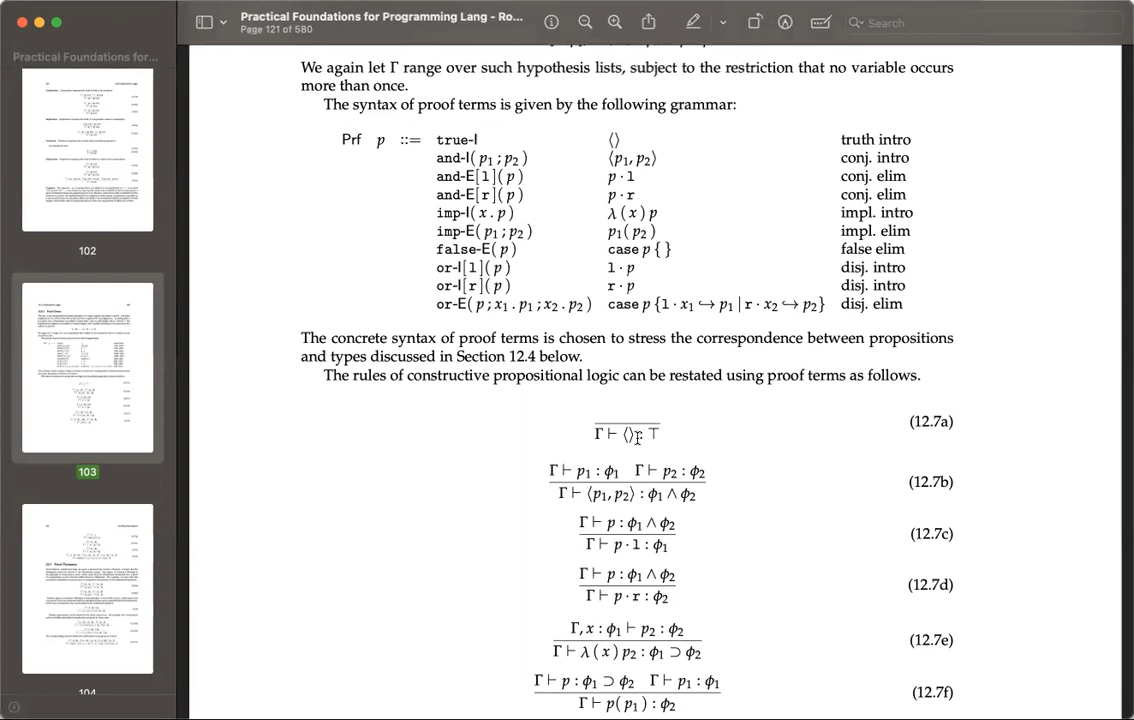 Practical Foundations for Programming Lang - Ro...
Page 121 of 580
Search
Practical Foundations for...
102
103
104
We again let Γ range over such hypothesis lists, subject to the restriction that no variable occurs
more than once.
The syntax of proof terms is given by the following grammar:
Prf p ::= true-I ⟨⟩ truth intro
and-I(p₁;p₂) ⟨p₁,p₂⟩ conj. intro
and-E[l](p) p·l conj. elim
and-E[r](p) p·r conj. elim
imp-I(x.p) λ(x)p impl. intro
imp-E(p₁;p₂) p₁(p₂) impl. elim
false-E(p) case p{} false elim
or-I[l](p) l·p disj. intro
or-I[r](p) r·p disj. intro
or-E(p;x₁.p₁;x₂.p₂) case p{l·x₁ ↪ p₁ | r·x₂ ↪ p₂} disj. elim
The concrete syntax of proof terms is chosen to stress the correspondence between propositions
and types discussed in Section 12.4 below.
The rules of constructive propositional logic can be restated using proof terms as follows.
Γ ⊢ ⟨⟩ : ⊤ (12.7a)
Γ ⊢ p₁ : ϕ₁ Γ ⊢ p₂ : ϕ₂
Γ ⊢ ⟨p₁,p₂⟩ : ϕ₁ ∧ ϕ₂ (12.7b)
Γ ⊢ p : ϕ₁ ∧ ϕ₂
Γ ⊢ p·l : ϕ₁ (12.7c)
Γ ⊢ p : ϕ₁ ∧ ϕ₂
Γ ⊢ p·r : ϕ₂ (12.7d)
Γ, x : ϕ₁ ⊢ p₂ : ϕ₂
Γ ⊢ λ(x)p₂ : ϕ₁ ⊃ ϕ₂ (12.7e)
Γ ⊢ p : ϕ₁ ⊃ ϕ₂ Γ ⊢ p₁ : ϕ₁
Γ ⊢ p(p₁) : ϕ₂ (12.7f)